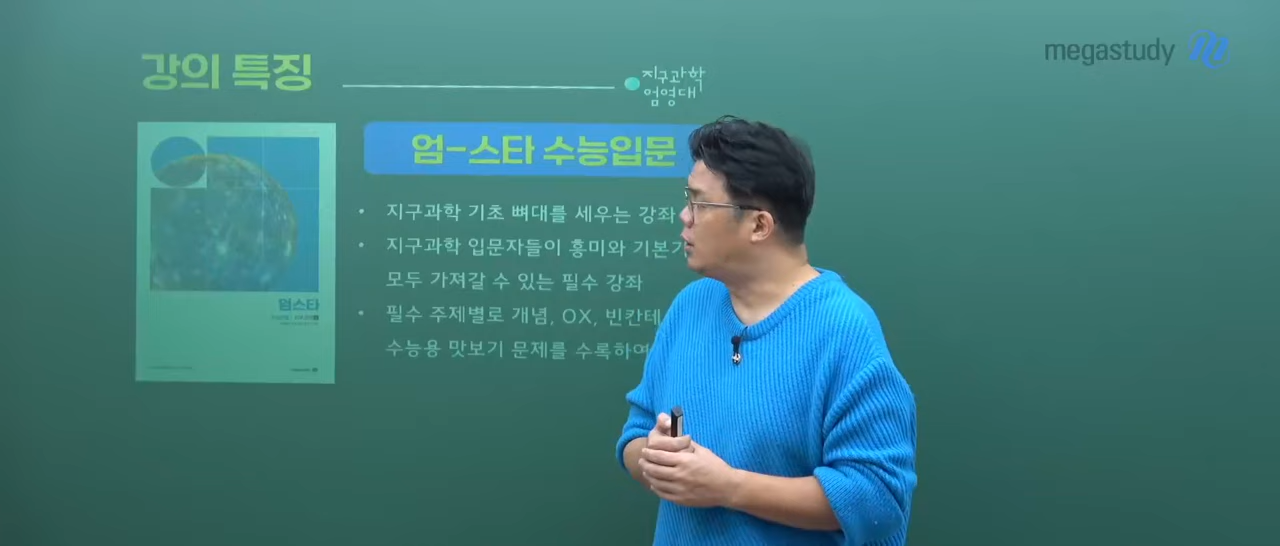 megastudy
강의 특징
지구과학
엄영대
엄-스타 수능입문
• 지구과학 기초 뼈대를 세우는 강좌
• 지구과학 입문자들이 흥미와 기본기
모두 가져갈 수 있는 필수 강좌
• 필수 주제별로 개념, OX, 빈칸테
수능용 맛보기 문제를 수록하여
엄스타